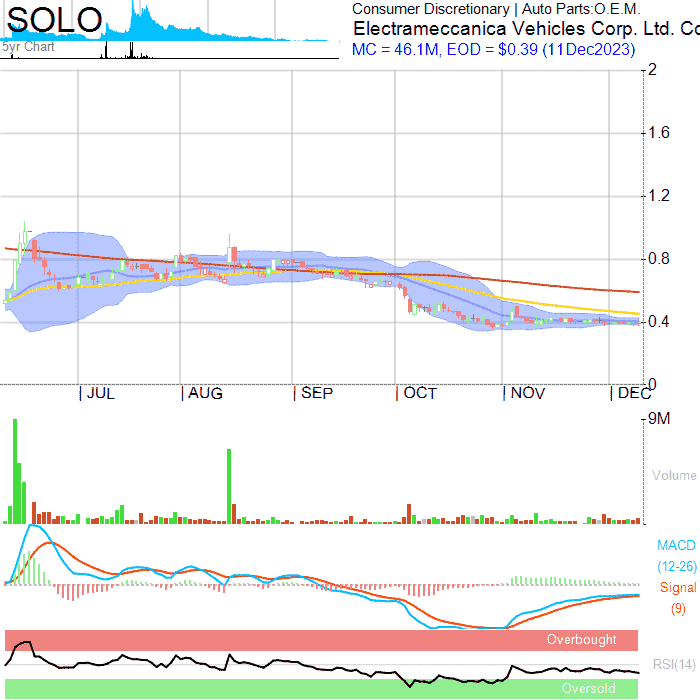 SOLO
5yr Chart
Consumer Discretionary | Auto Parts:O.E.M.
Electrameccanica Vehicles Corp. Ltd. Co
MC = 46.1M, EOD = $0.39 (11Dec2023)
2
1.6
1.2
0.8
0.4
0
JUL AUG SEP OCT NOV DEC
9M
Volume
MACD
(12-26)
Signal
(9)
Overbought
RSI(14)
Oversold